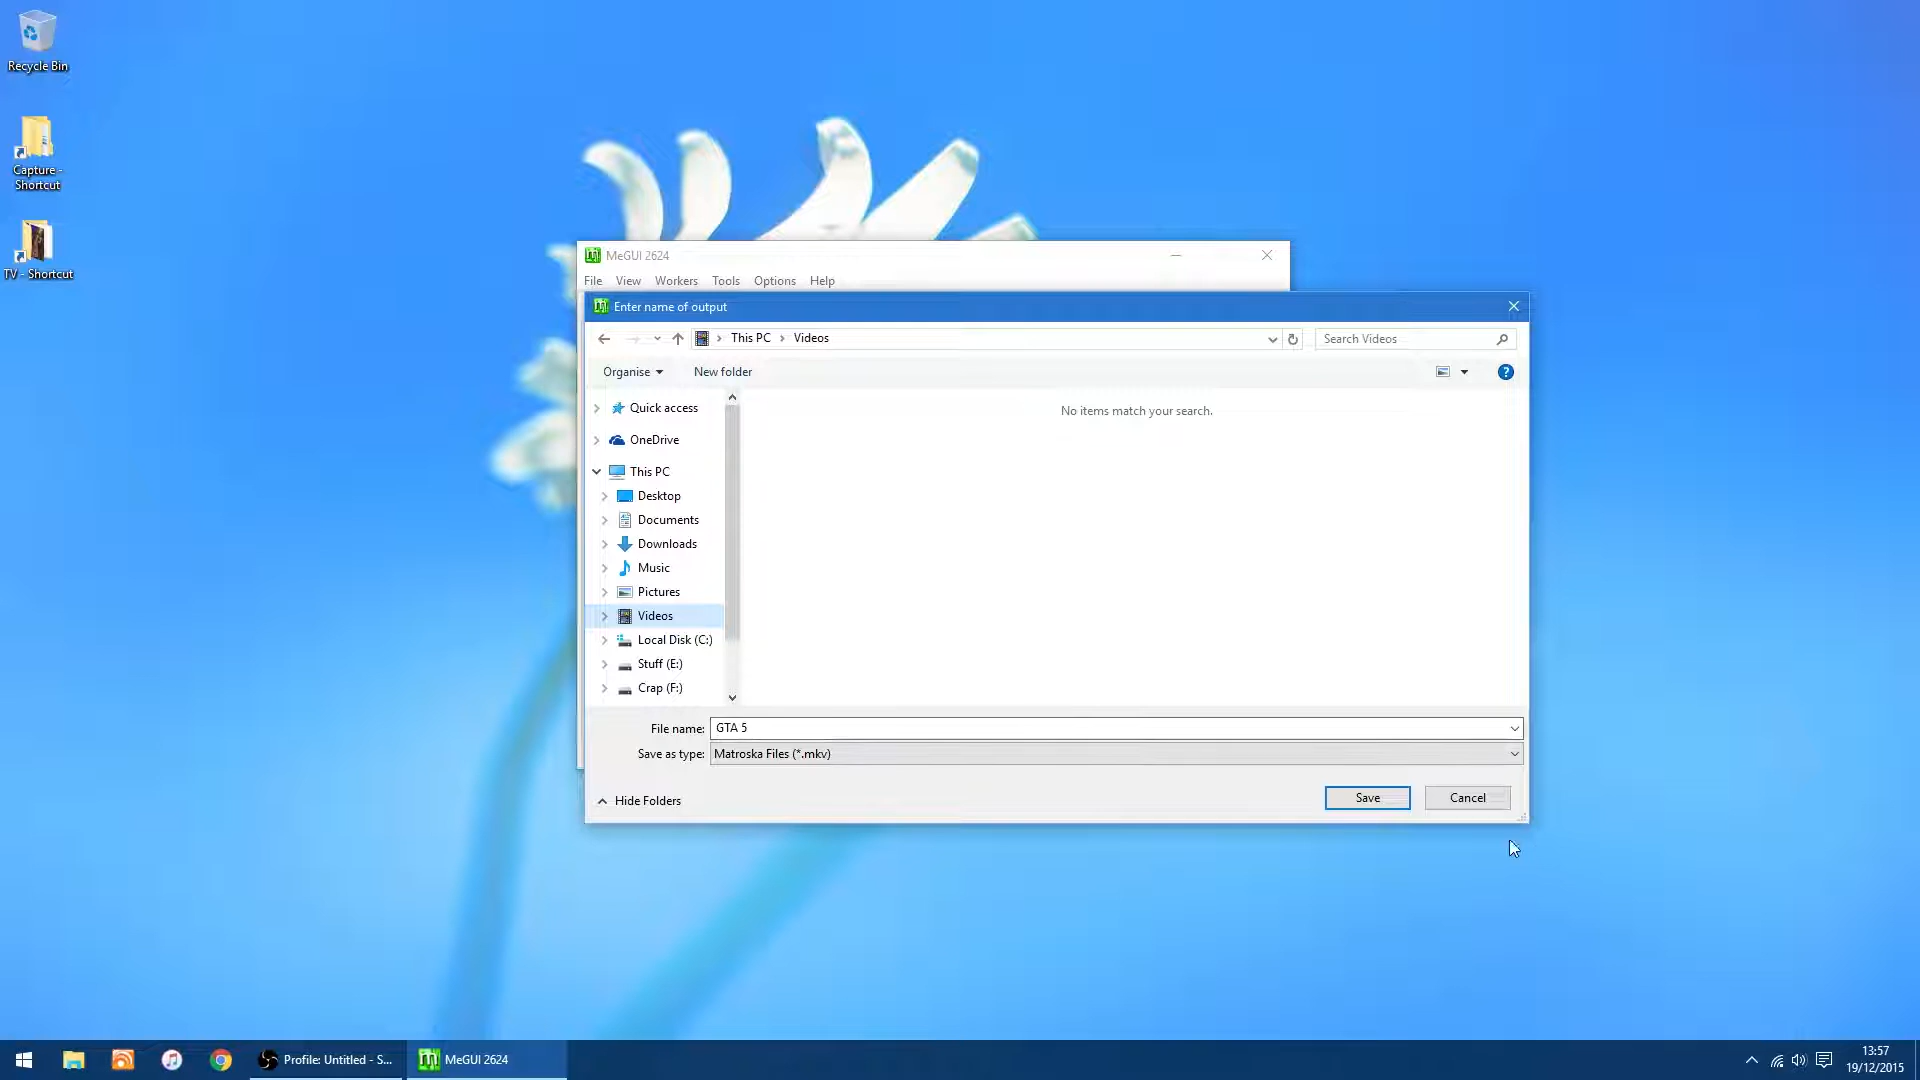 Recycle Bin
Capture -
Shortcut
TV - Shortcut
MeGUI 2624
File View Workers Tools Options Help
Enter name of output
This PC Videos
Search Videos
Organise New folder
No items match your search.
Quick access
OneDrive
This PC
Desktop
Documents
Downloads
Music
Pictures
Videos
Local Disk (C:)
Stuff (E:)
Crap (F:)
File name: GTA 5
Save as type: Matroska Files (*.mkv)
Hide Folders
Save Cancel
Profile: Untitled - S...
MeGUI 2624
13:57
19/12/2015